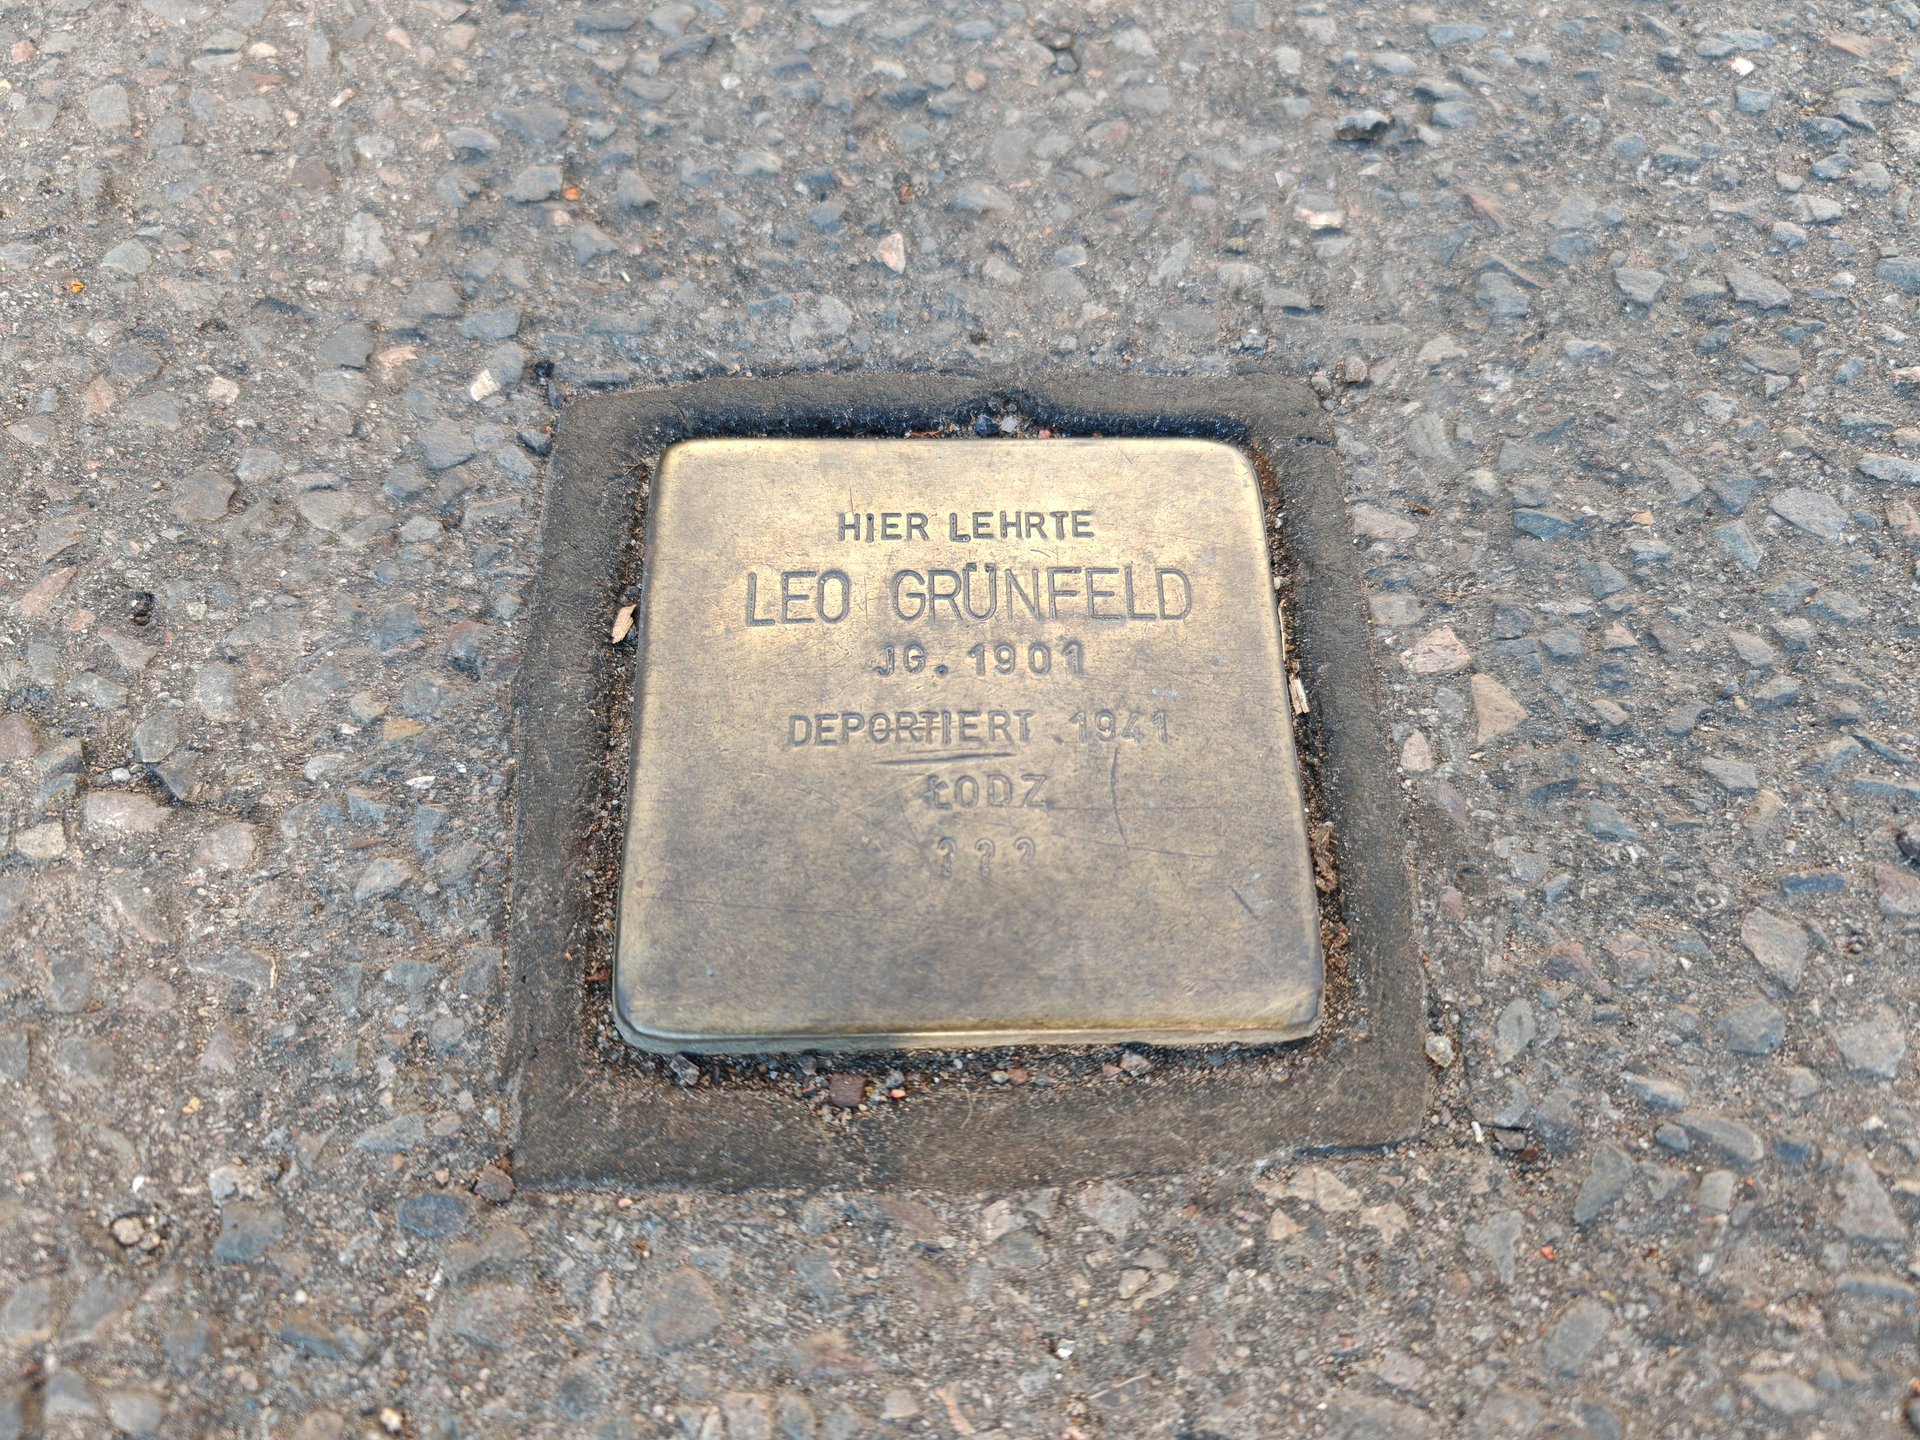 HIER LEHRTE
LEO GRÜNFELD
JG. 1901
DEPORTIERT 1941
ŁODZ
???